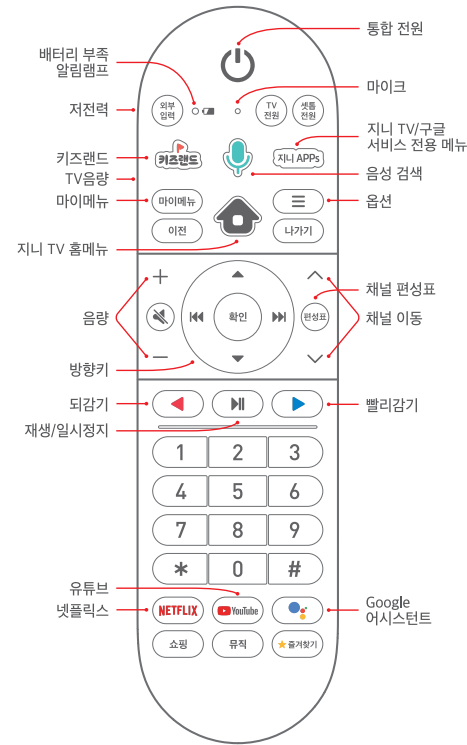 통합 전원
배터리 부족
알림램프
마이크
저전력
외부
입력
TV
전원
셋톱
전원
지니 TV/구글
서비스 전용 메뉴
키즈랜드
키즈랜드
지니 APPs
TV음량
음성 검색
마이메뉴
마이메뉴
옵션
이전
나가기
지니 TV 홈메뉴
채널 편성표
음량
확인
편성표
채널 이동
방향키
되감기
빨리감기
재생/일시정지
1 2 3
4 5 6
7 8 9
* 0 #
유튜브
넷플릭스
NETFLIX
YouTube
Google
어시스턴트
쇼핑
뮤직
즐겨찾기